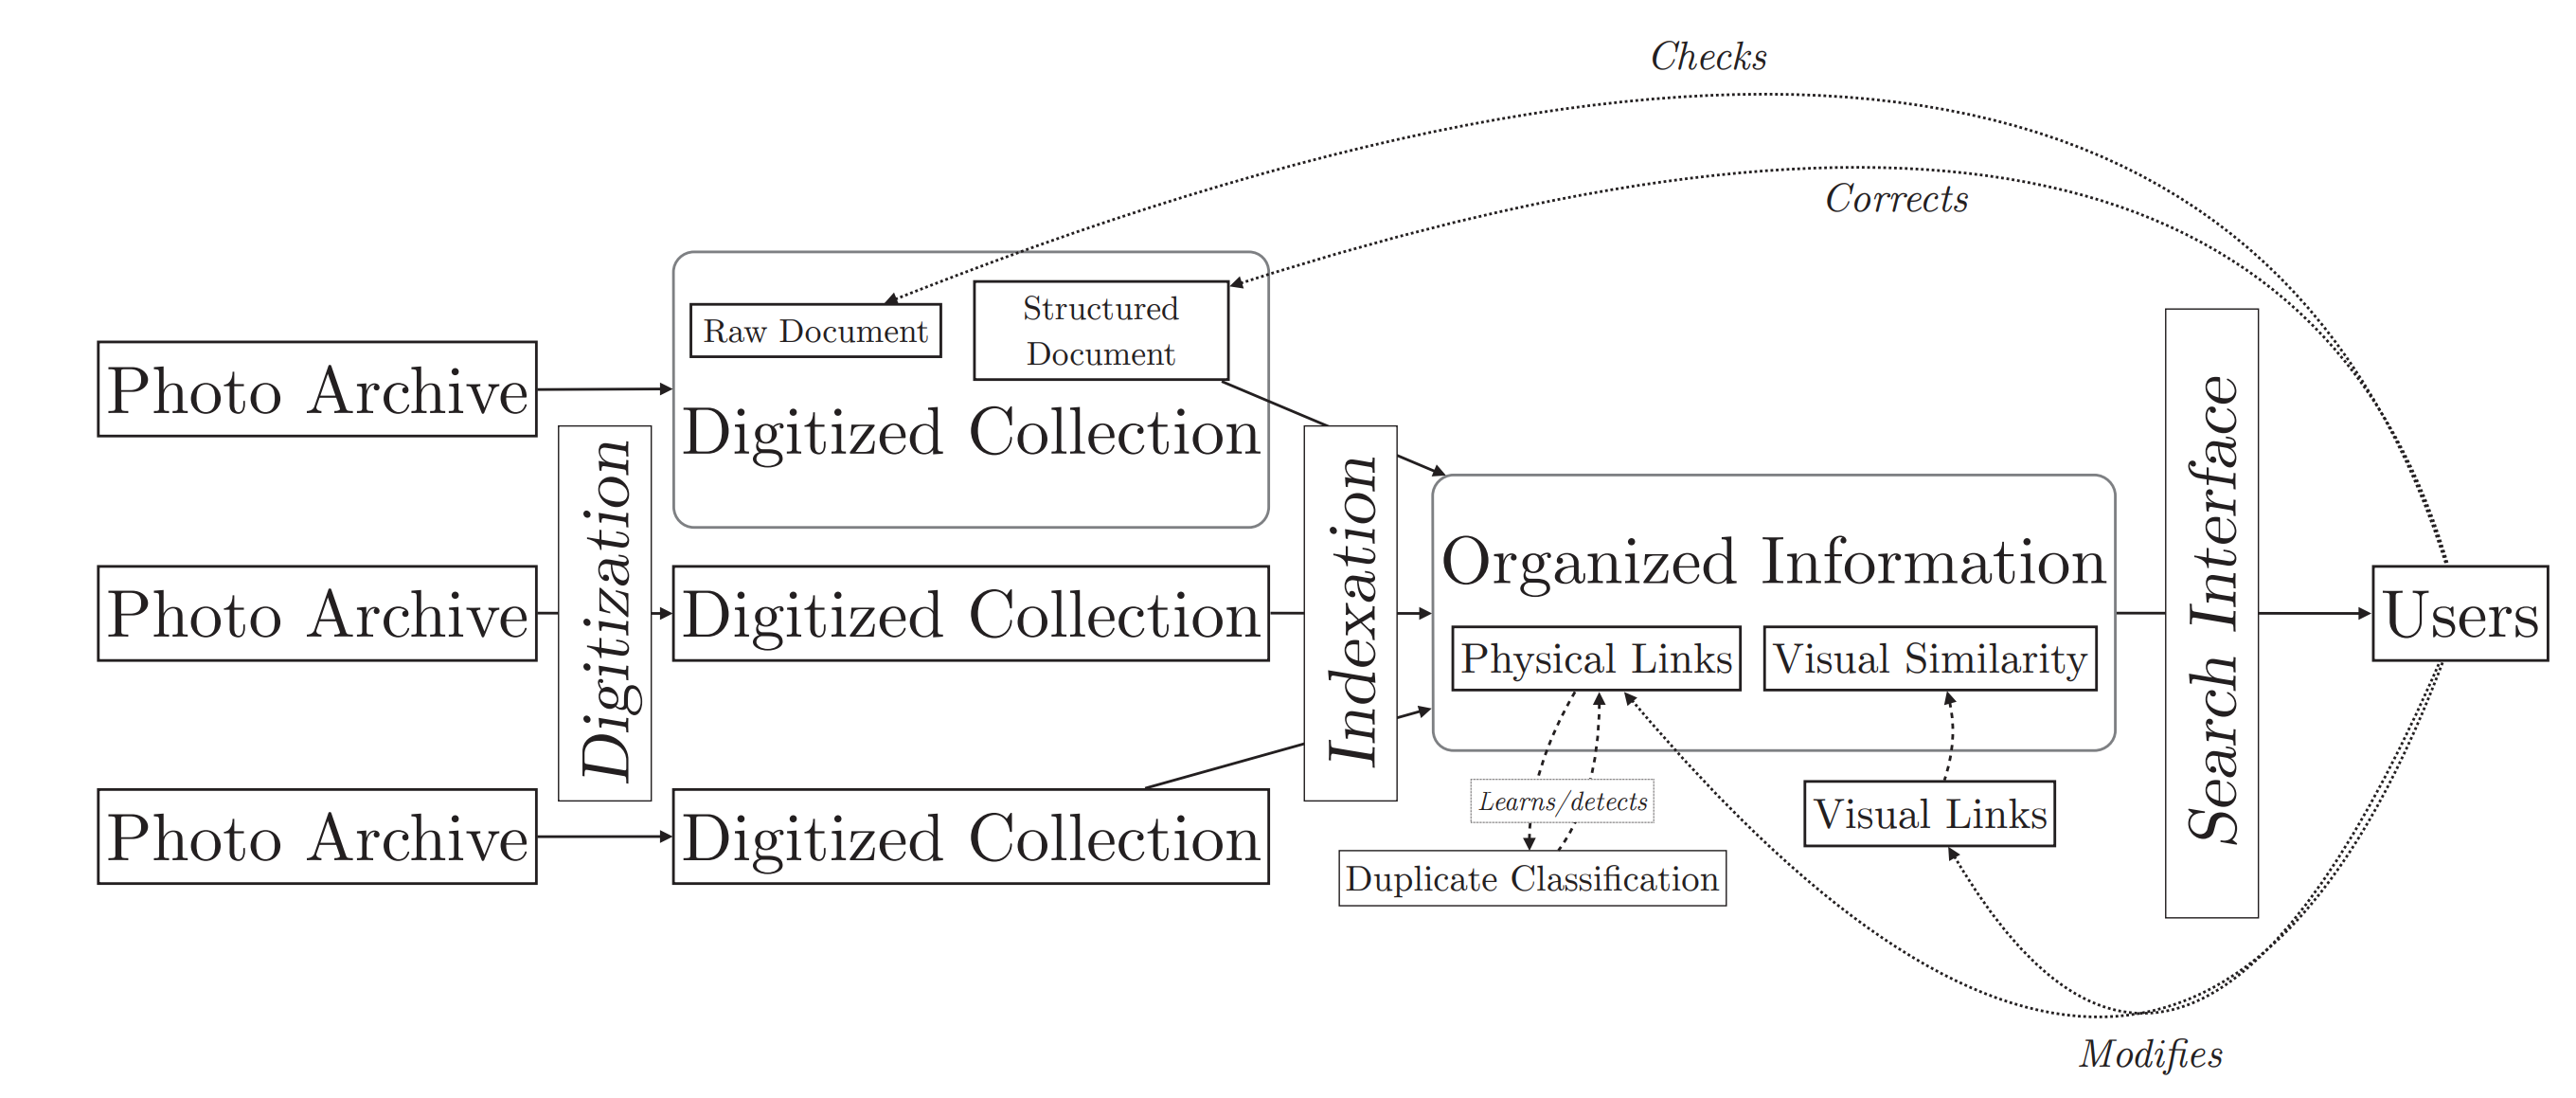 Checks
Corrects
Raw Document
Structured
Document
Photo Archive
Digitized Collection
Digitization
Indexation
Search Interface
Organized Information
Photo Archive
Digitized Collection
Physical Links
Visual Similarity
Users
Learns/detects
Visual Links
Photo Archive
Digitized Collection
Duplicate Classification
Modifies